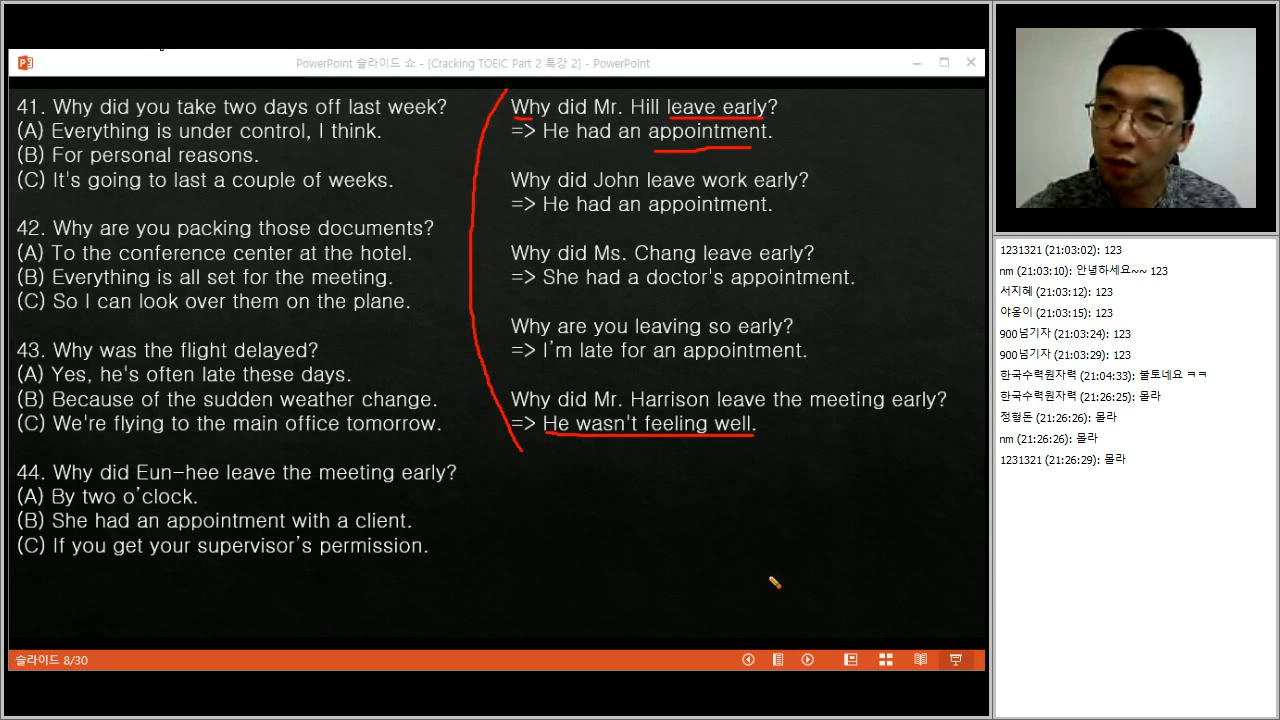 PowerPoint 슬라이드 쇼 - [Cracking TOEIC Part 2 특강 2] - PowerPoint
41. Why did you take two days off last week?
(A) Everything is under control, I think.
(B) For personal reasons.
(C) It's going to last a couple of weeks.
42. Why are you packing those documents?
(A) To the conference center at the hotel.
(B) Everything is all set for the meeting.
(C) So I can look over them on the plane.
43. Why was the flight delayed?
(A) Yes, he's often late these days.
(B) Because of the sudden weather change.
(C) We're flying to the main office tomorrow.
44. Why did Eun-hee leave the meeting early?
(A) By two o’clock.
(B) She had an appointment with a client.
(C) If you get your supervisor’s permission.
Why did Mr. Hill leave early?
=> He had an appointment.
Why did John leave work early?
=> He had an appointment.
Why did Ms. Chang leave early?
=> She had a doctor's appointment.
Why are you leaving so early?
=> I’m late for an appointment.
Why did Mr. Harrison leave the meeting early?
=> He wasn't feeling well.
슬라이드 8/30
1231321 (21:03:02): 123
nm (21:03:10): 안녕하세요~~ 123
서지혜 (21:03:12): 123
야옹이 (21:03:15): 123
900넘기자 (21:03:24): 123
900넘기자 (21:03:29): 123
한국수력원자력 (21:04:33): 불토네요 ㅋㅋ
한국수력원자력 (21:26:25): 몰라
정형돈 (21:26:26): 몰라
nm (21:26:26): 몰라
1231321 (21:26:29): 몰라